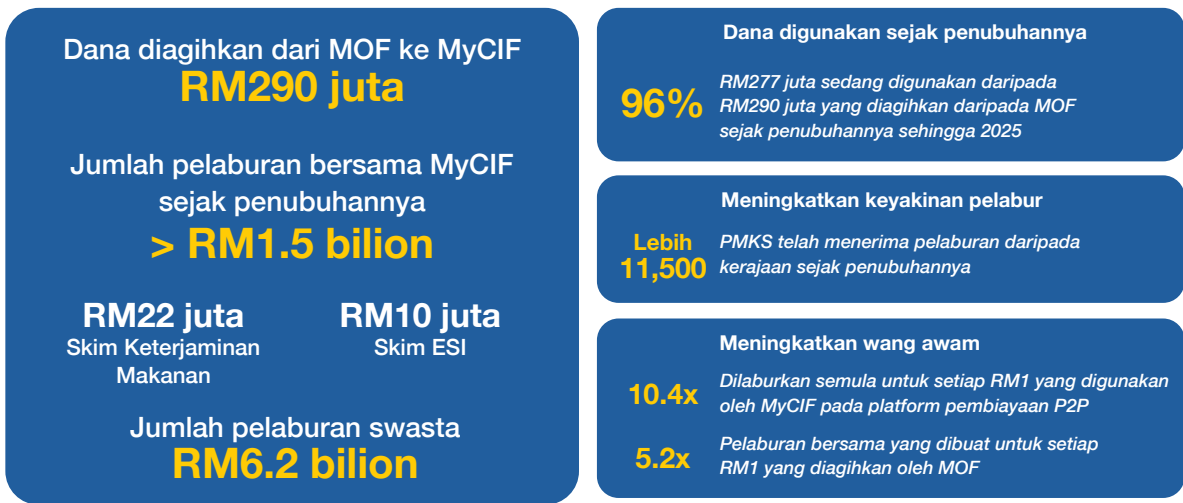 Dana diagihkan dari MOF ke MyCIF
RM290 juta
Jumlah pelaburan bersama MyCIF
sejak penubuhannya
> RM1.5 bilion
RM22 juta
Skim Keterjaminan
Makanan
RM10 juta
Skim ESI
Jumlah pelaburan swasta
RM6.2 bilion
Dana digunakan sejak penubuhannya
96%
RM277 juta sedang digunakan daripada
RM290 juta yang diagihkan daripada MOF
sejak penubuhannya sehingga 2025
Meningkatkan keyakinan pelabur
Lebih
11,500
PMKS telah menerima pelaburan daripada
kerajaan sejak penubuhannya
Meningkatkan wang awam
10.4x
Dilaburkan semula untuk setiap RM1 yang digunakan
oleh MyCIF pada platform pembiayaan P2P
5.2x
Pelaburan bersama yang dibuat untuk setiap
RM1 yang diagihkan oleh MOF